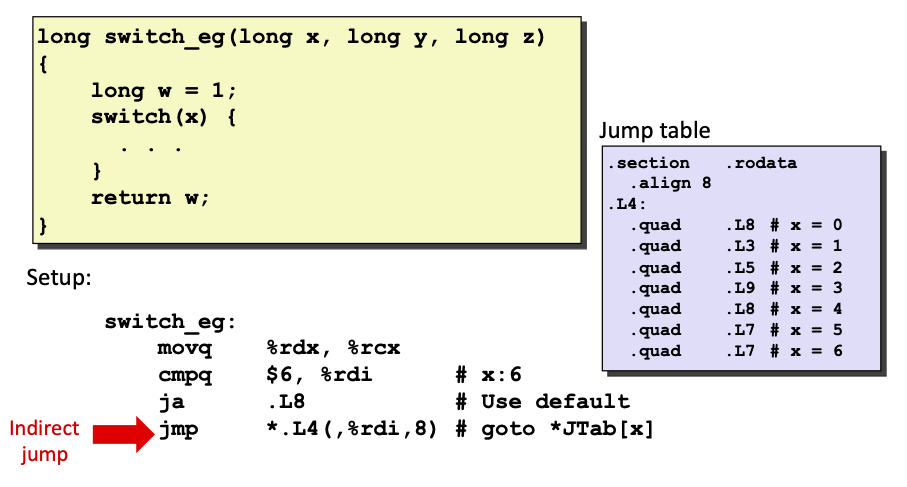 long switch_eg(long x, long y, long z)
{
    long w = 1;
    switch(x) {
      . . .
    }
    return w;
}
Jump table
.section   .rodata
  .align 8
.L4:
  .quad    .L8 # x = 0
  .quad    .L3 # x = 1
  .quad    .L5 # x = 2
  .quad    .L9 # x = 3
  .quad    .L8 # x = 4
  .quad    .L7 # x = 5
  .quad    .L7 # x = 6
Setup:
switch_eg:
    movq    %rdx, %rcx
    cmpq    $6, %rdi      # x:6
    ja      .L8           # Use default
    jmp     *.L4(,%rdi,8) # goto *JTab[x]
Indirect
jump